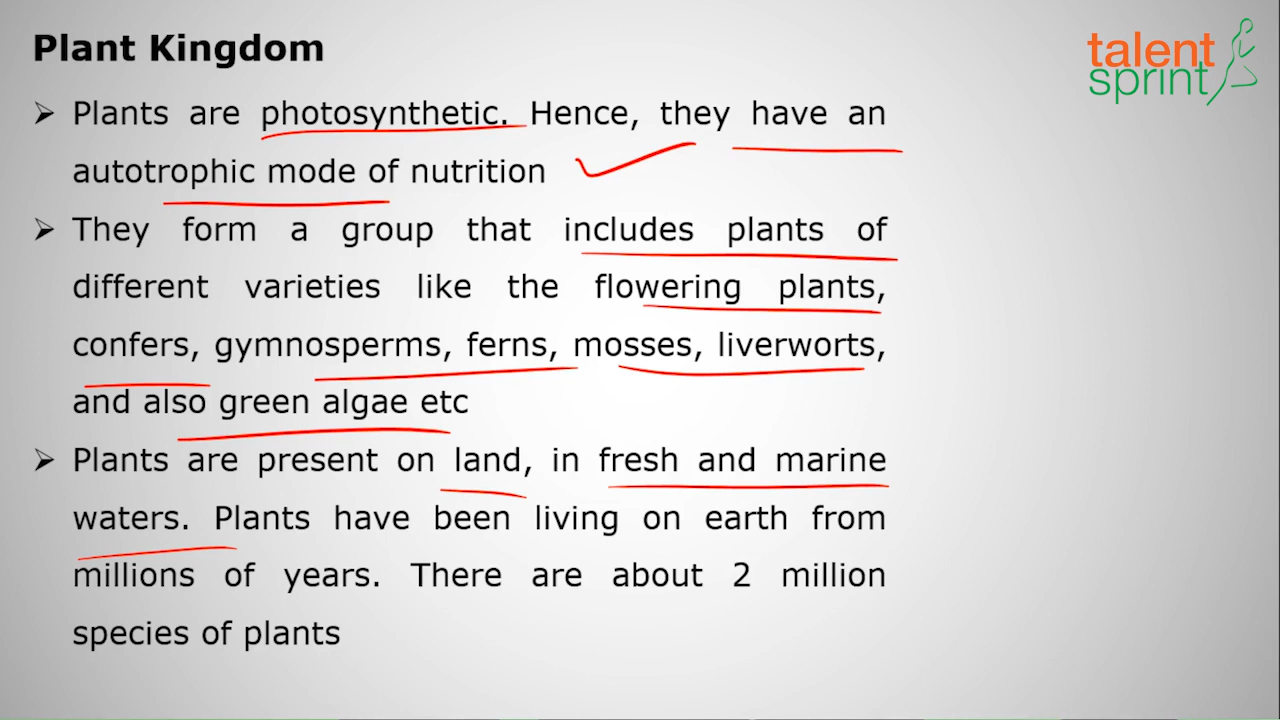 Plant Kingdom
talent
sprint
➢ Plants are photosynthetic. Hence, they have an
autotrophic mode of nutrition
➢ They form a group that includes plants of
different varieties like the flowering plants,
confers, gymnosperms, ferns, mosses, liverworts,
and also green algae etc
➢ Plants are present on land, in fresh and marine
waters. Plants have been living on earth from
millions of years. There are about 2 million
species of plants